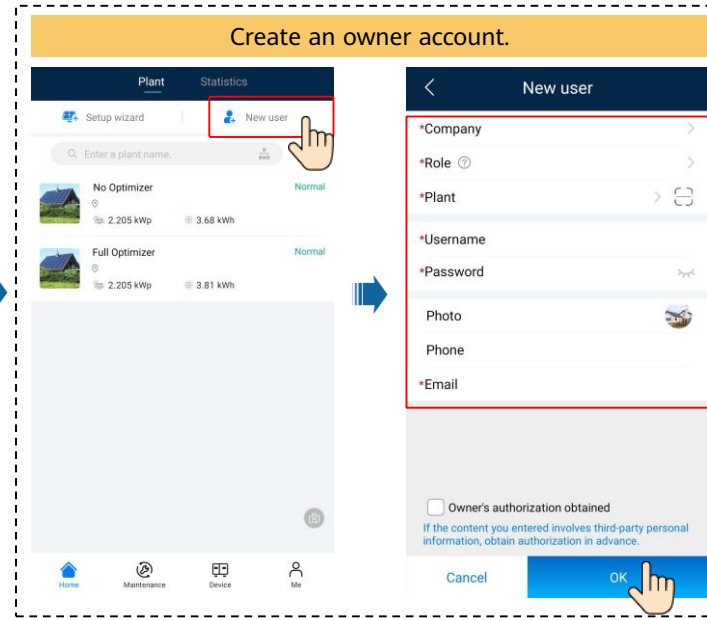 Create an owner account.
Plant Statistics
Setup wizard New user
Enter a plant name.
No Optimizer Normal
2.205 kWp 3.68 kWh
Full Optimizer Normal
2.205 kWp 3.81 kWh
Home Maintenance Device Me
New user
*Company
*Role
*Plant
*Username
*Password
Photo
Phone
*Email
Owner's authorization obtained
If the content you entered involves third-party personal
information, obtain authorization in advance.
Cancel OK